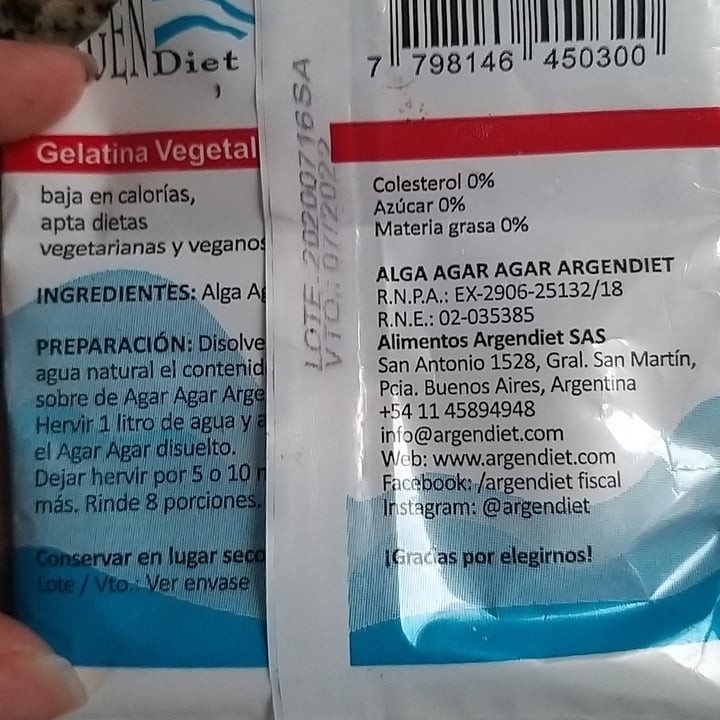 Diet
Gelatina Vegetal
baja en calorías,
apta dietas
vegetarianas y veganos
INGREDIENTES: Alga
PREPARACIÓN: Disolve
agua natural el contenid
sobre de Agar Agar Arge
Hervir 1 litro de agua y
el Agar Agar disuelto.
Dejar hervir por 5 o 10
más. Rinde 8 porciones.
Conservar en lugar seco
Lote / Vto.: Ver envase
LOTE 20200716SA
VTO.: 07/2022
7 798146 450300
Colesterol 0%
Azúcar 0%
Materia grasa 0%
ALGA AGAR AGAR ARGENDIET
R.N.P.A.: EX-2906-25132/18
R.N.E.: 02-035385
Alimentos Argendiet SAS
San Antonio 1528, Gral. San Martín,
Pcia. Buenos Aires, Argentina
+54 11 45894948
info@argendiet.com
Web: www.argendiet.com
Facebook: /argendiet fiscal
Instagram: @argendiet
¡Gracias por elegirnos!